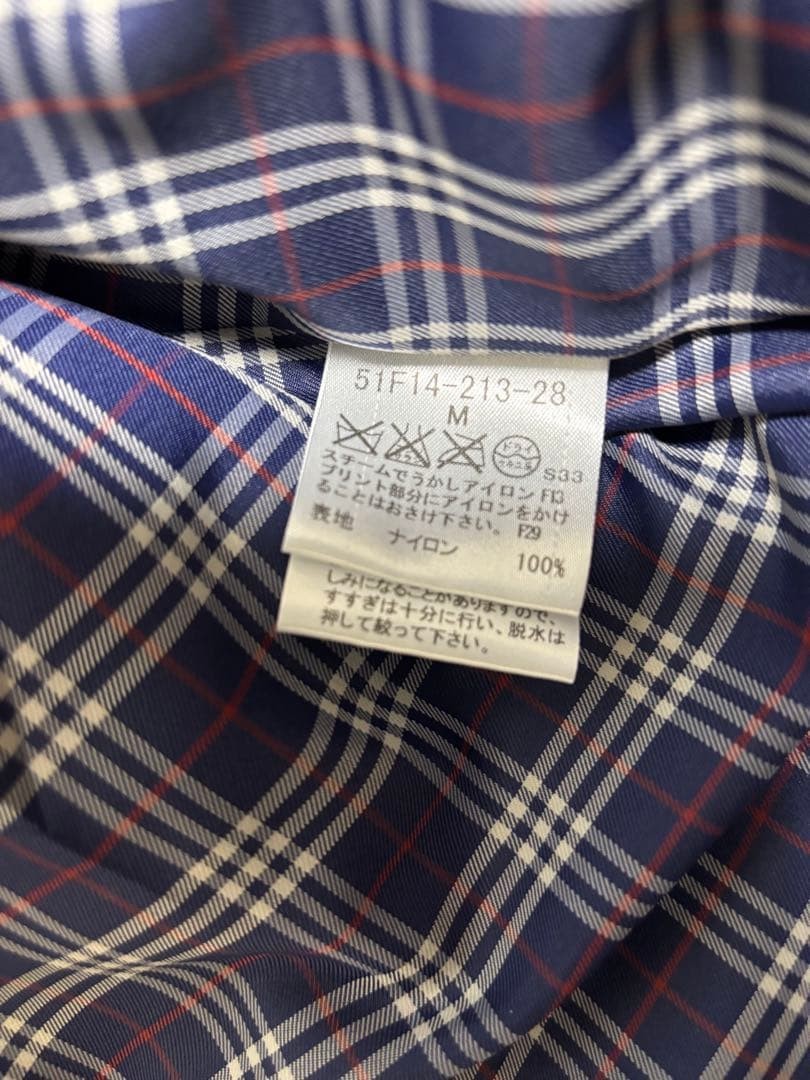 51F14-213-28
M
ドライ
セキユ系
S33
スチームでうかしアイロン F13
プリント部分にアイロンをかけ
ることはおさけ下さい。F29
表地 ナイロン 100%
しみになることがありますので、
すすぎは十分に行い、脱水は
押して絞って下さい。